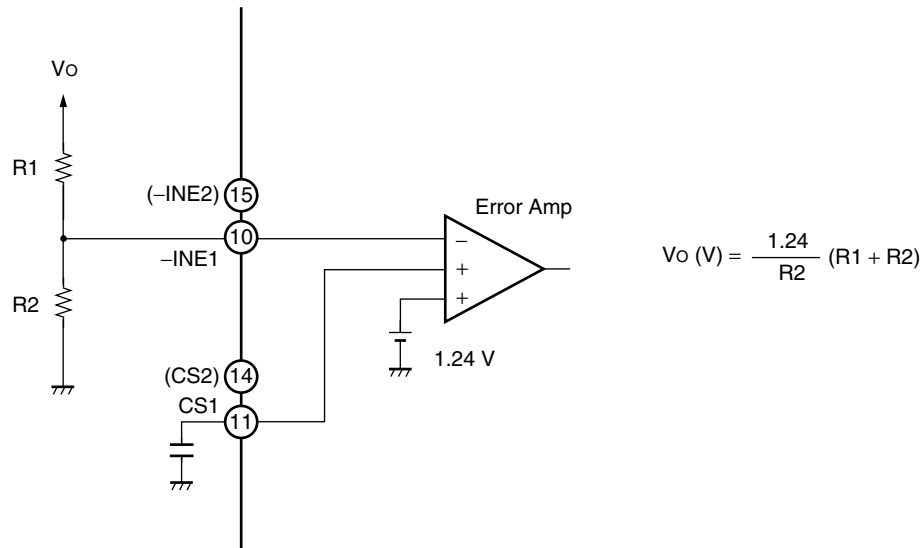 Vo
R1
(–INE2) 15
10
–INE1
R2
(CS2) 14
CS1
11
Error Amp
–
+
+
1.24 V
Vo (V) = 1.24 / R2 (R1 + R2)